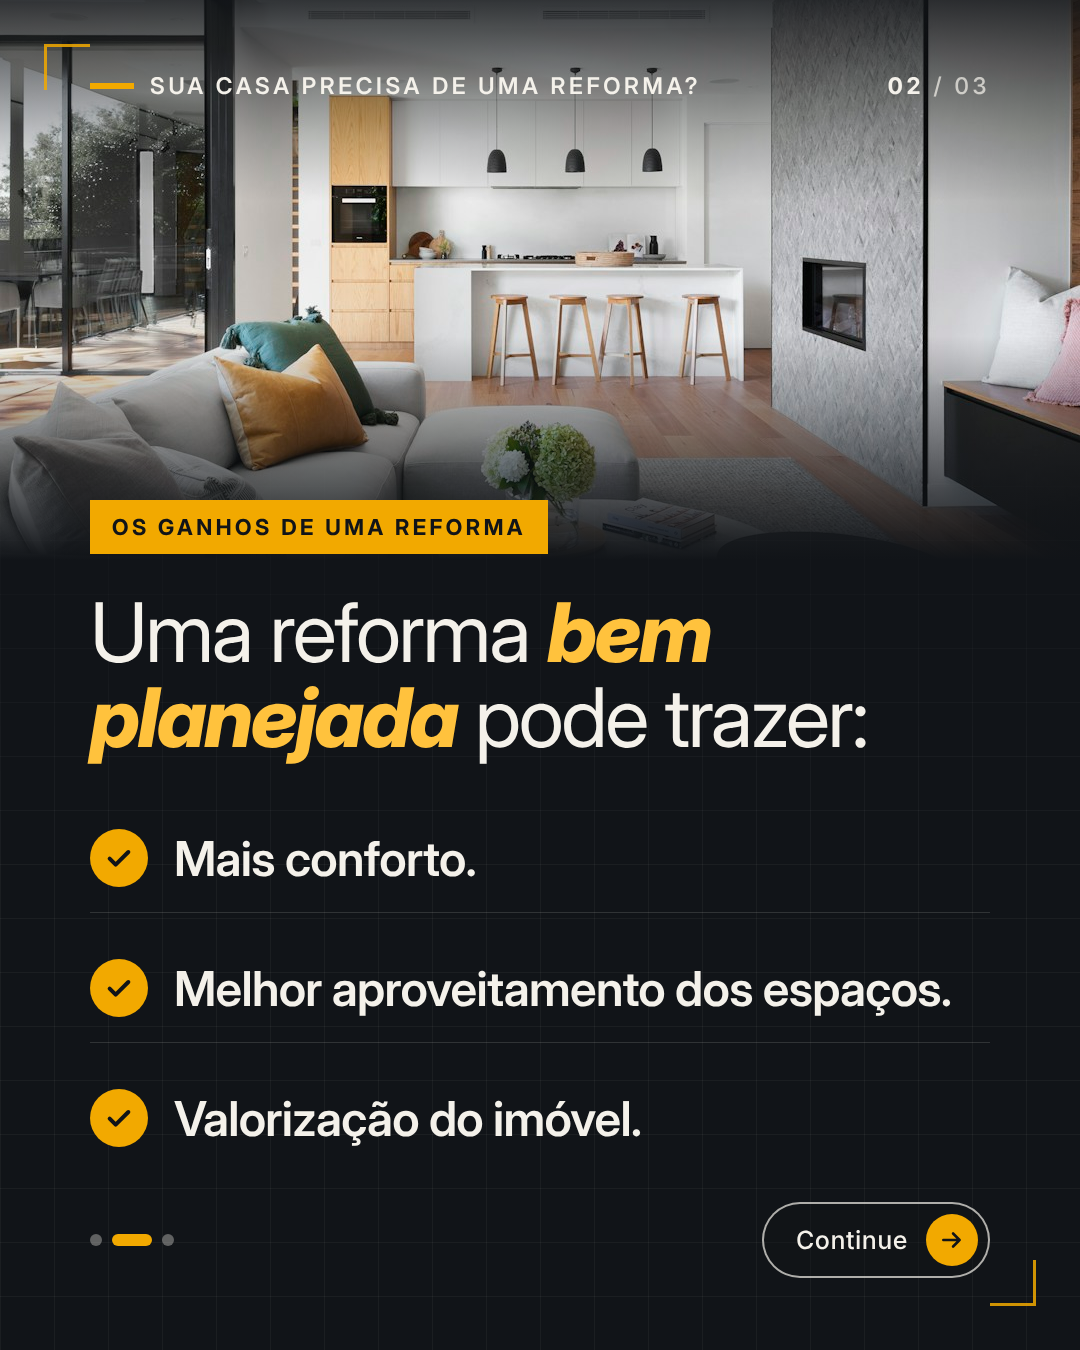 SUA CASA PRECISA DE UMA REFORMA?
02 / 03
OS GANHOS DE UMA REFORMA
Uma reforma bem
planejada pode trazer:
Mais conforto.
Melhor aproveitamento dos espaços.
Valorização do imóvel.
Continue